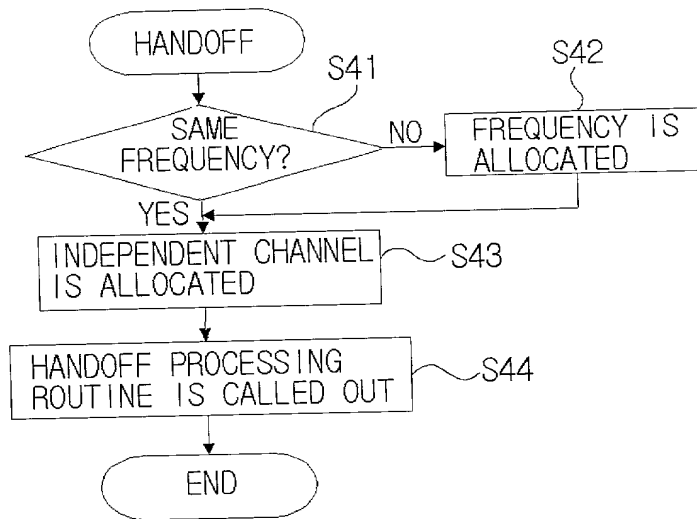 HANDOFF
S41
S42
SAME
FREQUENCY?
NO
FREQUENCY IS
ALLOCATED
YES
INDEPENDENT CHANNEL
IS ALLOCATED
S43
HANDOFF PROCESSING
ROUTINE IS CALLED OUT
S44
END